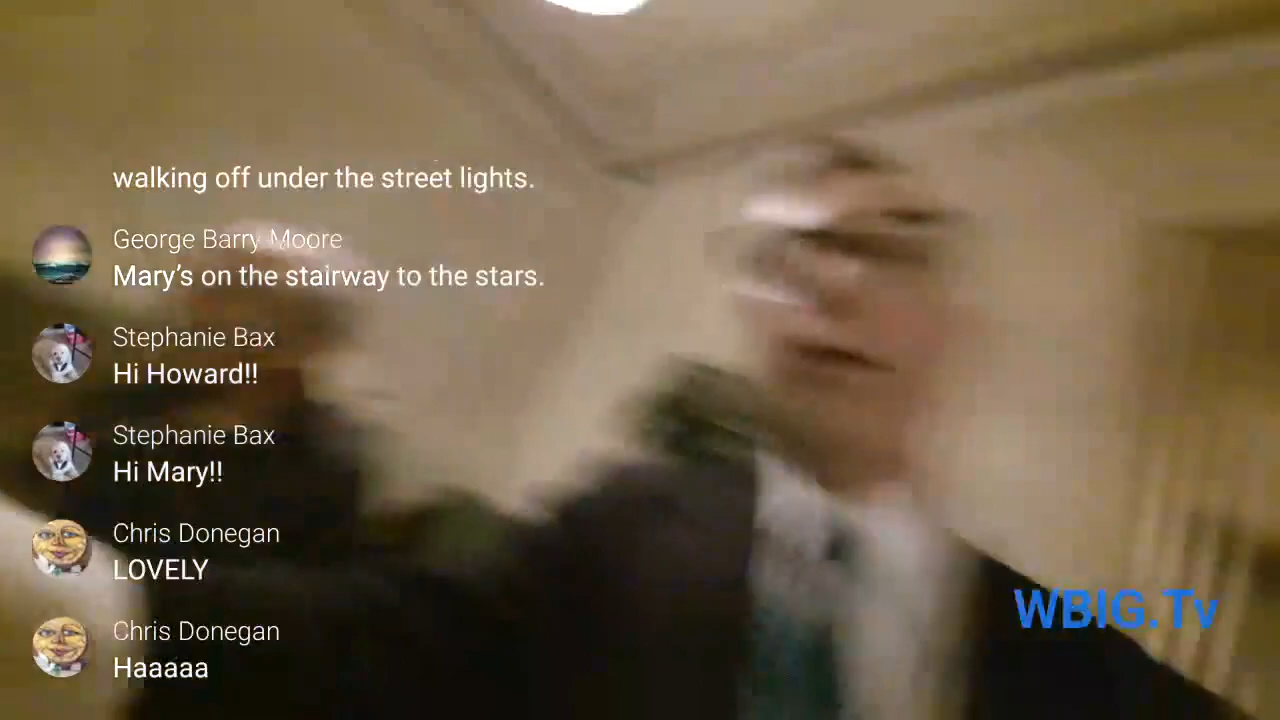 walking off under the street lights.
George Barry Moore
Mary’s on the stairway to the stars.
Stephanie Bax
Hi Howard!!
Stephanie Bax
Hi Mary!!
Chris Donegan
LOVELY
Chris Donegan
Haaaaa
WBIG.Tv